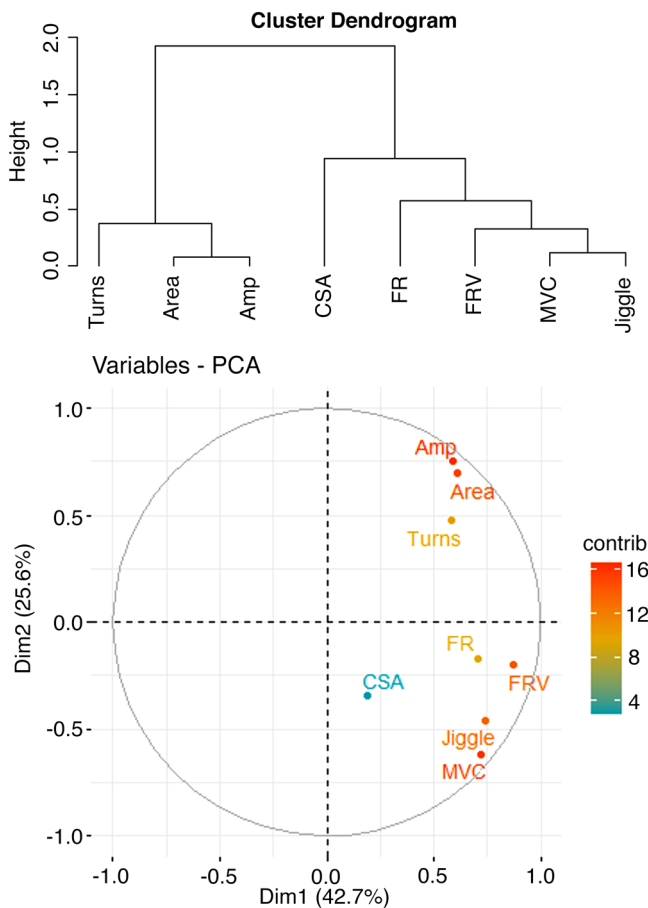 Cluster Dendrogram
Height
2.0
1.5
1.0
0.5
0.0
Turns
Area
Amp
CSA
FR
FRV
MVC
Jiggle
Variables - PCA
Dim2 (25.6%)
1.0
0.5
0.0
-0.5
-1.0
Amp
Area
Turns
FR
CSA
FRV
Jiggle
MVC
contrib
16
12
8
4
-1.0 -0.5 0.0 0.5 1.0
Dim1 (42.7%)